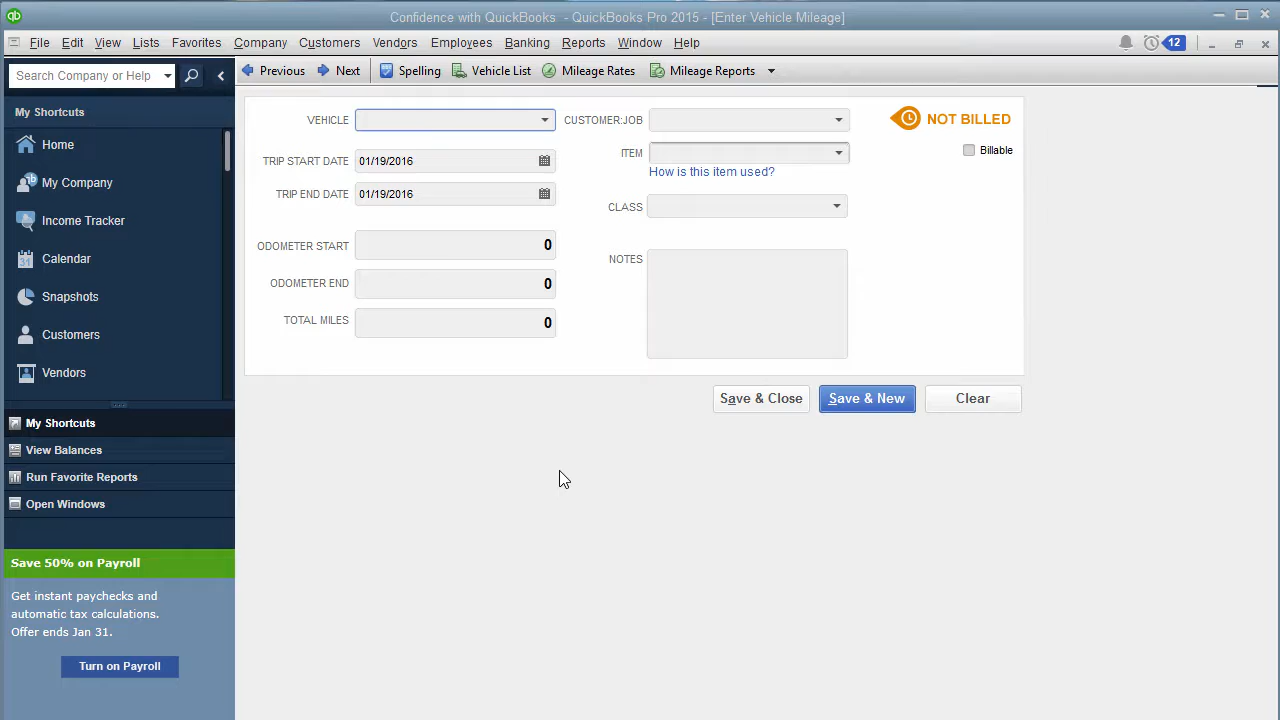 qb Confidence with QuickBooks - QuickBooks Pro 2015 - [Enter Vehicle Mileage]
File Edit View Lists Favorites Company Customers Vendors Employees Banking Reports Window Help 12
Search Company or Help
Previous Next Spelling Vehicle List Mileage Rates Mileage Reports
My Shortcuts
Home
My Company
Income Tracker
31 Calendar
Snapshots
Customers
Vendors
My Shortcuts
View Balances
Run Favorite Reports
Open Windows
Save 50% on Payroll
Get instant paychecks and
automatic tax calculations.
Offer ends Jan 31.
Turn on Payroll
VEHICLE
TRIP START DATE 01/19/2016
TRIP END DATE 01/19/2016
ODOMETER START 0
ODOMETER END 0
TOTAL MILES 0
CUSTOMER:JOB
ITEM
How is this item used?
CLASS
NOTES
NOT BILLED
Billable
Save & Close Save & New Clear